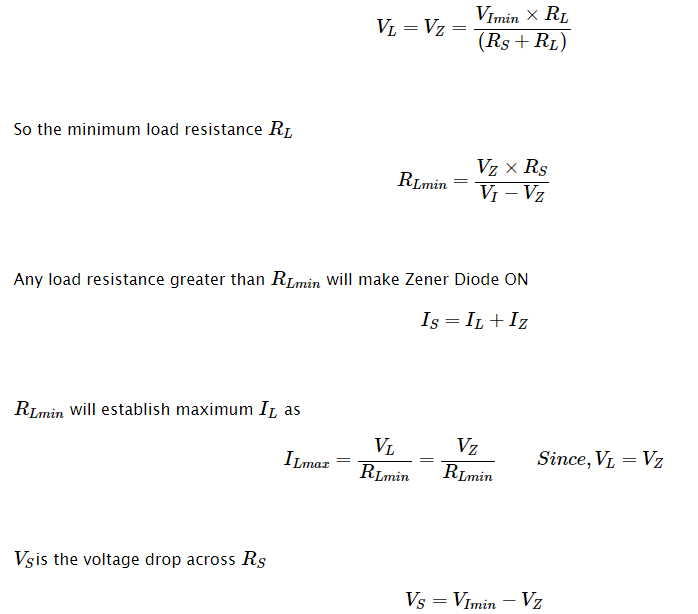 V_L = V_Z = \frac{V_{Imin} × R_L}{(R_S + R_L)}
So the minimum load resistance R_L
R_{Lmin} = \frac{V_Z × R_S}{V_I − V_Z}
Any load resistance greater than R_{Lmin} will make Zener Diode ON
I_S = I_L + I_Z
R_{Lmin} will establish maximum I_L as
I_{Lmax} = \frac{V_L}{R_{Lmin}} = \frac{V_Z}{R_{Lmin}} Since, V_L = V_Z
V_S is the voltage drop across R_S
V_S = V_{Imin} − V_Z